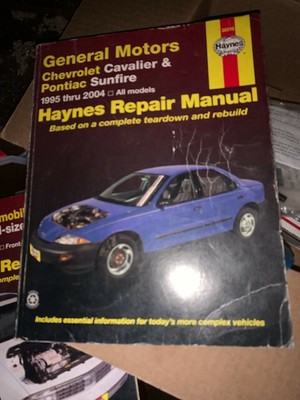 Haynes
General Motors
Chevrolet Cavalier &
Pontiac Sunfire
1995 thru 2004 □ All models
Haynes Repair Manual
Based on a complete teardown and rebuild
Includes essential information for today's more complex vehicles